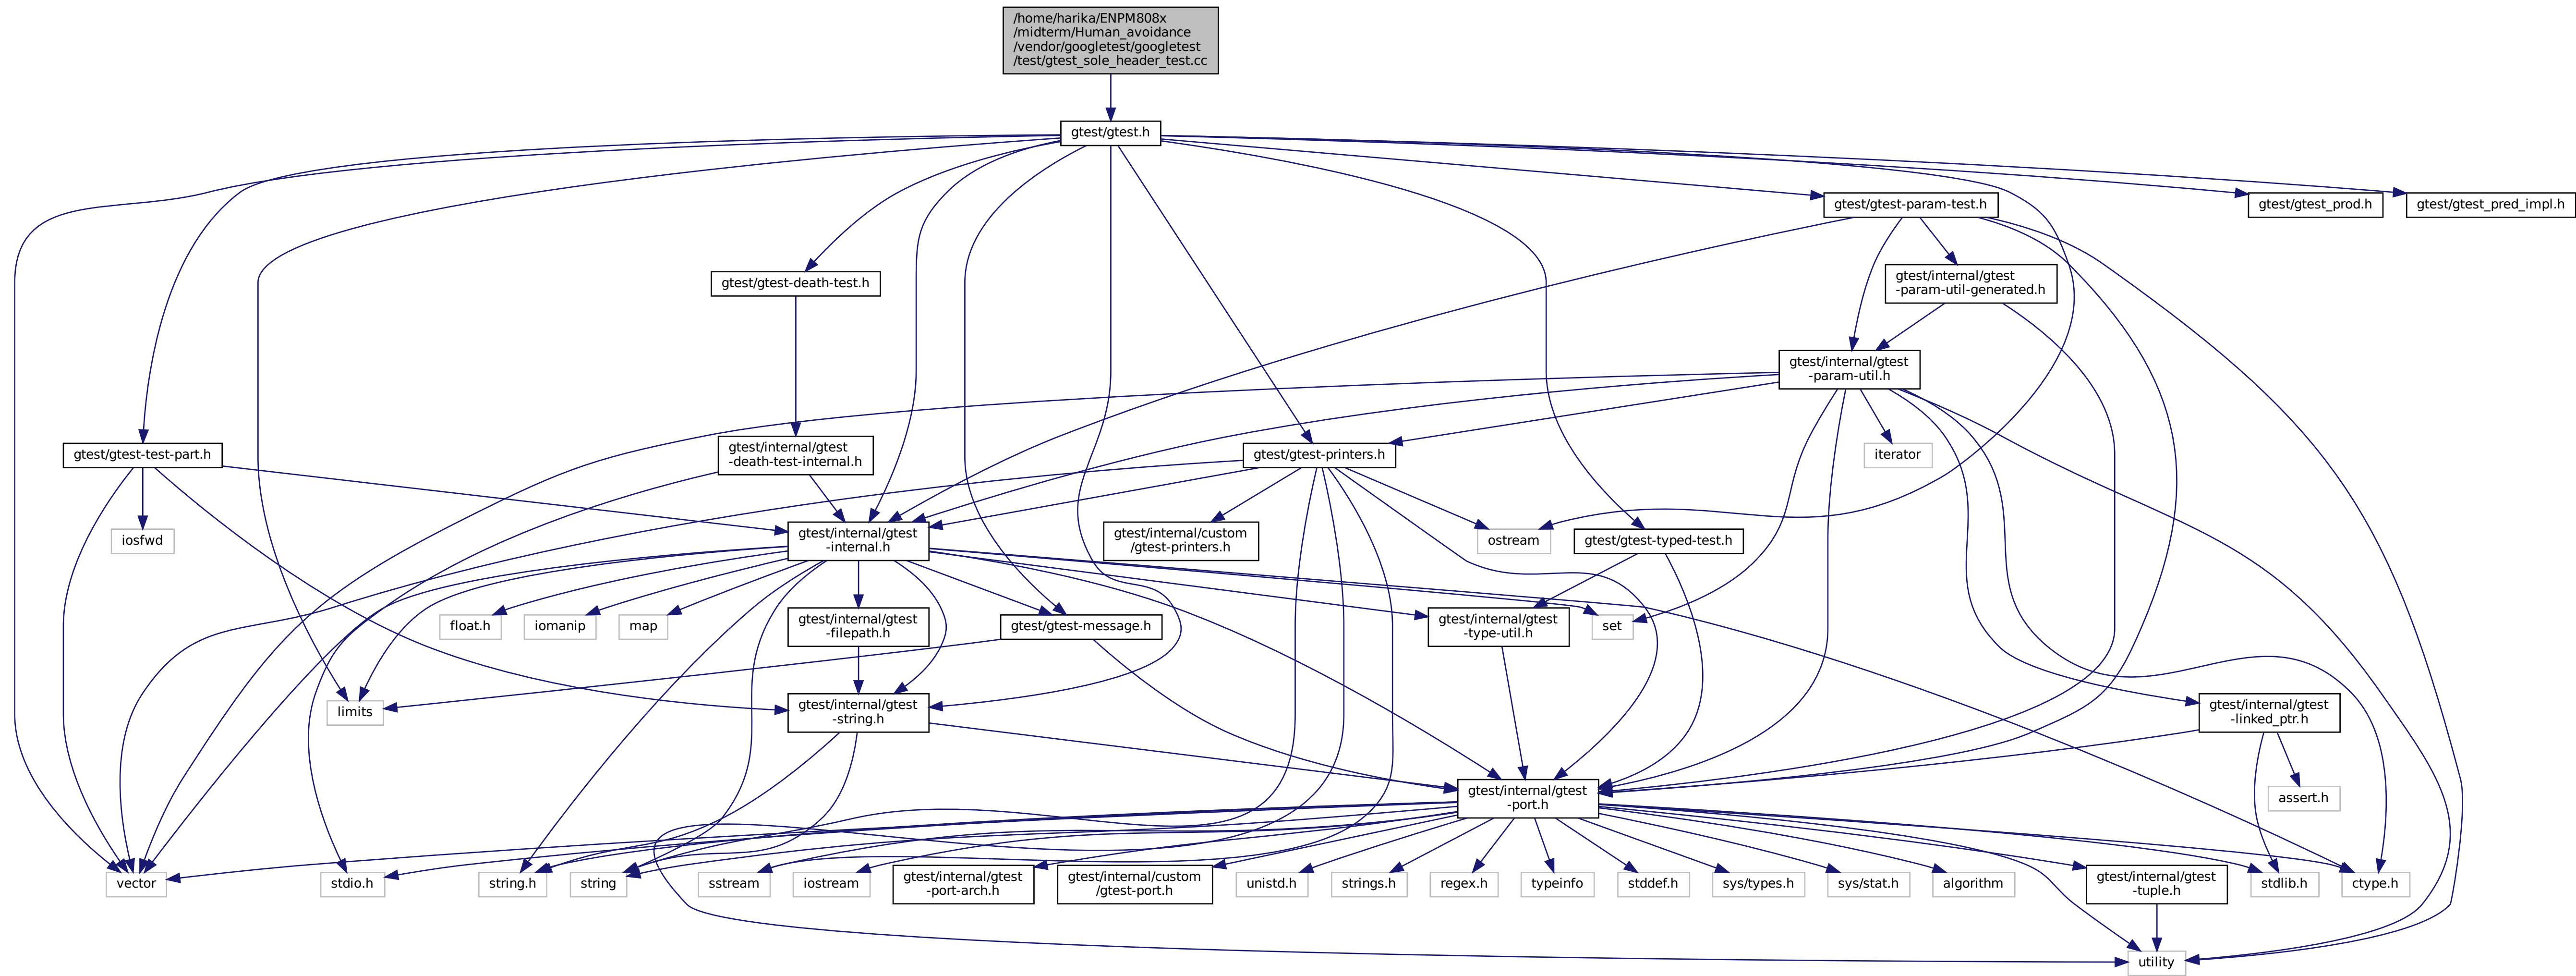 /home/harika/ENPM808x
/midterm/Human_avoidance
/vendor/googletest/googletest
/test/gtest_sole_header_test.cc
gtest/gtest.h
gtest/gtest-param-test.h
gtest/gtest_prod.h
gtest/gtest_pred_impl.h
gtest/gtest-death-test.h
gtest/internal/gtest
-param-util-generated.h
gtest/internal/gtest
-param-util.h
gtest/gtest-test-part.h
gtest/internal/gtest
-death-test-internal.h
gtest/gtest-printers.h
iterator
iosfwd
gtest/internal/gtest
-internal.h
gtest/internal/custom
/gtest-printers.h
ostream
gtest/gtest-typed-test.h
float.h
iomanip
map
gtest/internal/gtest
-filepath.h
gtest/gtest-message.h
gtest/internal/gtest
-type-util.h
set
limits
gtest/internal/gtest
-string.h
gtest/internal/gtest
-linked_ptr.h
gtest/internal/gtest
-port.h
assert.h
vector
stdio.h
string.h
string
sstream
iostream
gtest/internal/gtest
-port-arch.h
gtest/internal/custom
/gtest-port.h
unistd.h
strings.h
regex.h
typeinfo
stddef.h
sys/types.h
sys/stat.h
algorithm
gtest/internal/gtest
-tuple.h
stdlib.h
ctype.h
utility